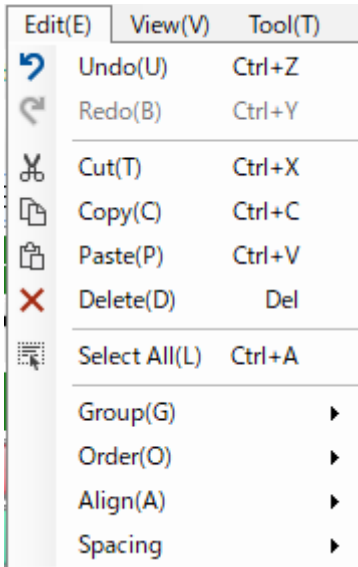 Edit(E) View(V) Tool(T)
Undo(U) Ctrl+Z
Redo(B) Ctrl+Y
Cut(T) Ctrl+X
Copy(C) Ctrl+C
Paste(P) Ctrl+V
Delete(D) Del
Select All(L) Ctrl+A
Group(G)
Order(O)
Align(A)
Spacing